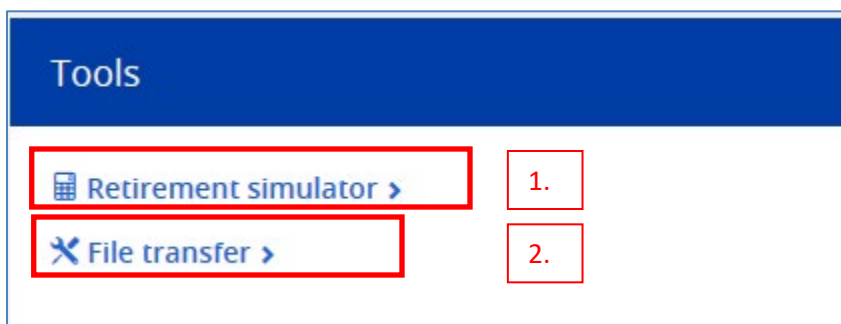 Tools
Retirement simulator > 1.
File transfer > 2.